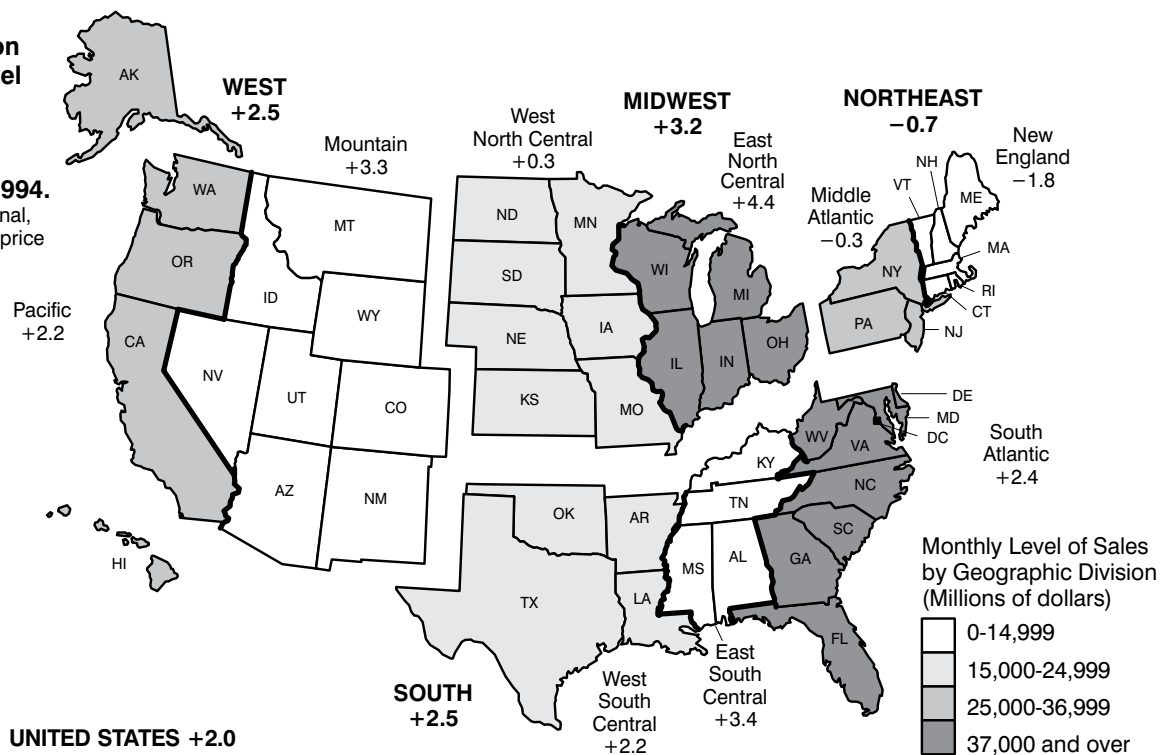 on
el
994.
nal,
price
AK
WEST
+2.5
Mountain
+3.3
West
North Central
+0.3
MIDWEST
+3.2
East
North
Central
+4.4
NORTHEAST
−0.7
New
England
−1.8
Middle
Atlantic
−0.3
NH
VT
ME
MA
RI
CT
NJ
NY
PA
WA
OR
Pacific
+2.2
CA
MT
ID
WY
NV
UT
CO
AZ
NM
HI
ND
SD
NE
KS
MN
IA
MO
WI
MI
IL
IN
OH
DE
MD
DC
WV
VA
South
Atlantic
+2.4
KY
TN
NC
SC
OK
AR
MS
AL
GA
TX
LA
FL
SOUTH
+2.5
West
South
Central
+2.2
East
South
Central
+3.4
Monthly Level of Sales
by Geographic Division
(Millions of dollars)
0-14,999
15,000-24,999
25,000-36,999
37,000 and over
UNITED STATES +2.0